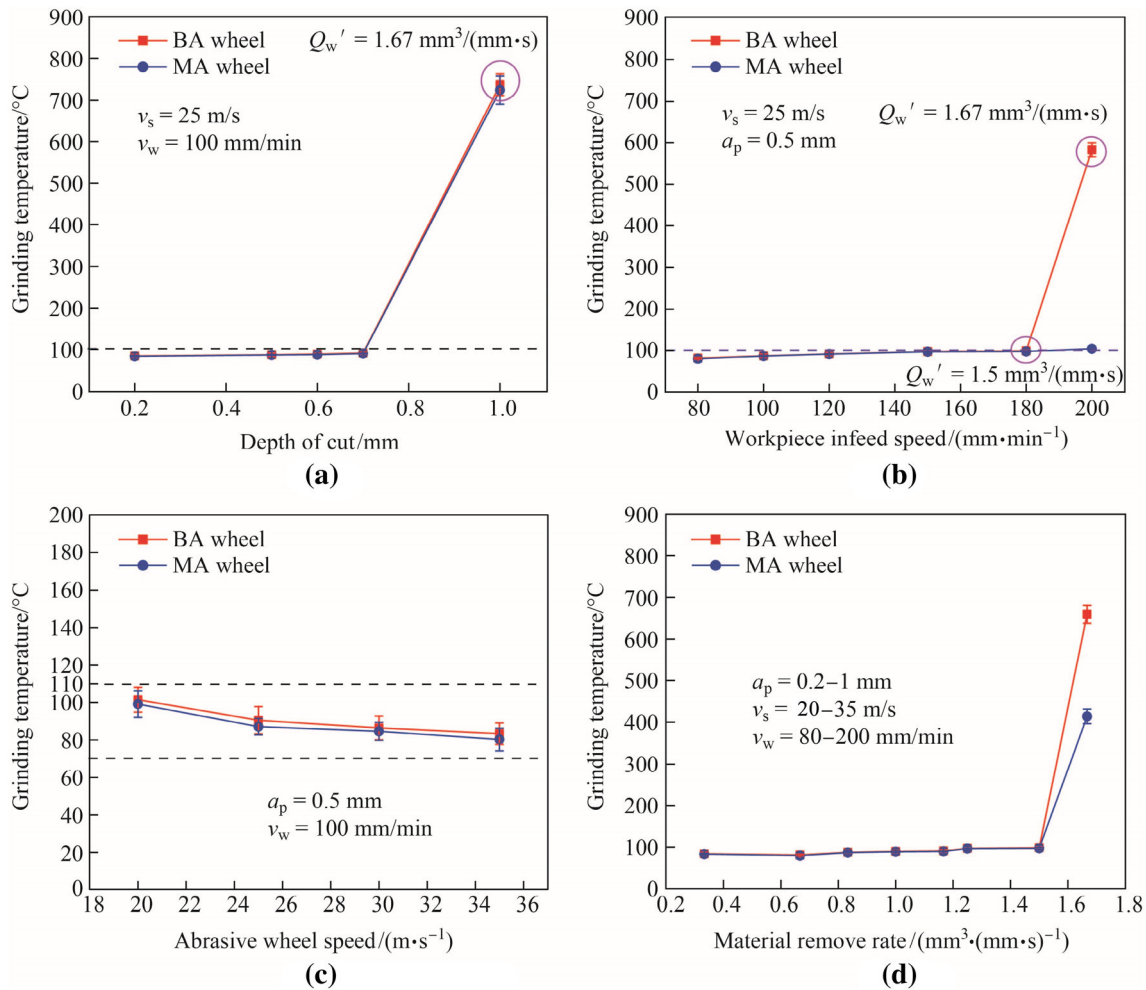 900
800
700
600
500
400
300
200
100
0
Grinding temperature/°C
BA wheel
MA wheel
Qw′ = 1.67 mm³/(mm•s)
vs = 25 m/s
vw = 100 mm/min
0.2 0.4 0.6 0.8 1.0
Depth of cut/mm
(a)
900
800
700
600
500
400
300
200
100
0
Grinding temperature/°C
BA wheel
MA wheel
vs = 25 m/s
ap = 0.5 mm
Qw′ = 1.67 mm³/(mm•s)
Qw′ = 1.5 mm³/(mm•s)
80 100 120 140 160 180 200
Workpiece infeed speed/(mm•min⁻¹)
(b)
200
180
160
140
120
110
100
80
60
40
20
0
Grinding temperature/°C
BA wheel
MA wheel
ap = 0.5 mm
vw = 100 mm/min
18 20 22 24 26 28 30 32 34 36
Abrasive wheel speed/(m•s⁻¹)
(c)
900
800
700
600
500
400
300
200
100
0
Grinding temperature/°C
BA wheel
MA wheel
ap = 0.2–1 mm
vs = 20–35 m/s
vw = 80–200 mm/min
0.2 0.4 0.6 0.8 1.0 1.2 1.4 1.6 1.8
Material remove rate/(mm³•(mm•s)⁻¹)
(d)